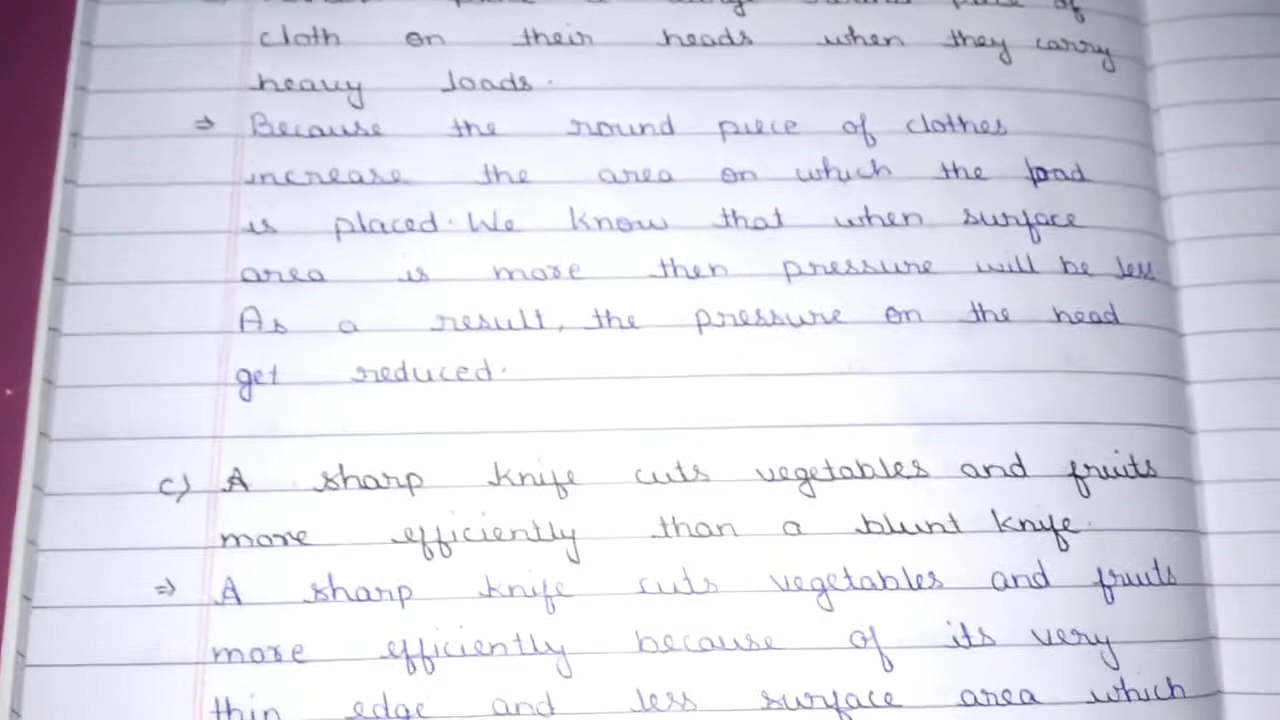 piece of
cloth on their heads when they carry
heavy loads.
⇒ Because the round piece of clothes
increase the area on which the load
is placed. We know that when surface
area is more then pressure will be less.
As a result, the pressure on the head
get reduced.
c) A sharp knife cuts vegetables and fruits
more efficiently than a blunt knife.
⇒ A sharp knife cuts vegetables and fruits
more efficiently because of its very
thin edge and less surface area which